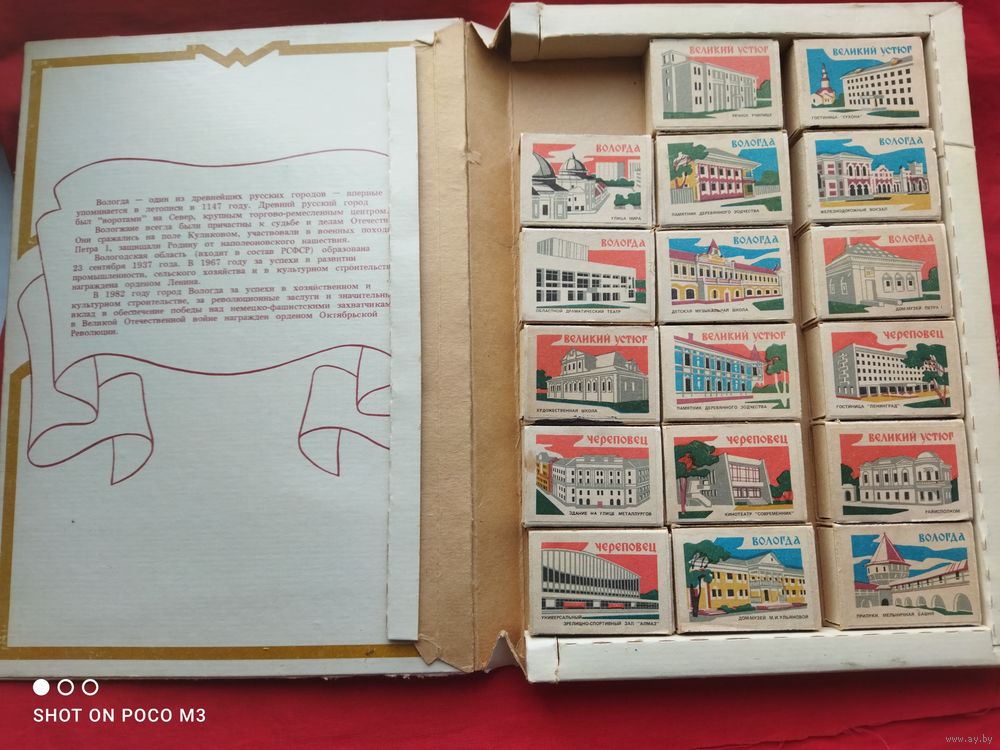 Вологда — один из древнейших русских городов — впервые
упоминается в летописи в 1147 году. Древний русский город
был "воротами" на Север, крупным торгово-ремесленным центром.
Вологжане всегда были причастны к судьбе и делам
Они сражались на поле Куликовом, участвовали в военных
Петра I, защищали Родину от наполеоновского нашествия.
Вологодская область (входит в состав РСФСР) образована
23 сентября 1937 года. В 1967 году за успехи в развитии
промышленности, сельского хозяйства и в культурном
награждена орденом Ленина.
В 1982 году город Вологда за успехи в хозяйственном и
культурном строительстве, за революционные заслуги и
вклад в обеспечение победы над немецко-фашистскими захватчиками
в Великой Отечественной войне награжден орденом Октябрьской
Революции.
ВЕЛИКИЙ УСТЮГ
РЕЧНОЕ УЧИЛИЩЕ
ВЕЛИКИЙ УСТЮГ
ГОСТИНИЦА "СУХОНА"
ВОЛОГДА
УЛИЦА МИРА
ВОЛОГДА
ПАМЯТНИК ДЕРЕВЯННОГО ЗОДЧЕСТВА
ВОЛОГДА
ЖЕЛЕЗНОДОРОЖНЫЙ ВОКЗАЛ
ВОЛОГДА
ОБЛАСТНОЙ ДРАМАТИЧЕСКИЙ ТЕАТР
ВОЛОГДА
ДЕТСКАЯ МУЗЫКАЛЬНАЯ ШКОЛА
ВОЛОГДА
ДОМ-МУЗЕЙ ПЕТРА I
ВЕЛИКИЙ УСТЮГ
ХУДОЖЕСТВЕННАЯ ШКОЛА
ВЕЛИКИЙ УСТЮГ
ПАМЯТНИК ДЕРЕВЯННОГО ЗОДЧЕСТВА
ЧЕРЕПОВЕЦ
ГОСТИНИЦА "ЛЕНИНГРАД"
ЧЕРЕПОВЕЦ
ЗДАНИЕ НА УЛИЦЕ МЕТАЛЛУРГОВ
ЧЕРЕПОВЕЦ
КИНОТЕАТР "СОВРЕМЕННИК"
ВЕЛИКИЙ УСТЮГ
РАЙИСПОЛКОМ
ЧЕРЕПОВЕЦ
УНИВЕРСАЛЬНЫЙ
ЗРЕЛИЩНО-СПОРТИВНЫЙ ЗАЛ "АЛМАЗ"
ВОЛОГДА
ДОМ-МУЗЕЙ М.И.УЛЬЯНОВОЙ
ВОЛОГДА
ПРИЛУКИ. МЕЛЬНИЧНАЯ БАШНЯ
SHOT ON POCO M3
www.ay.by